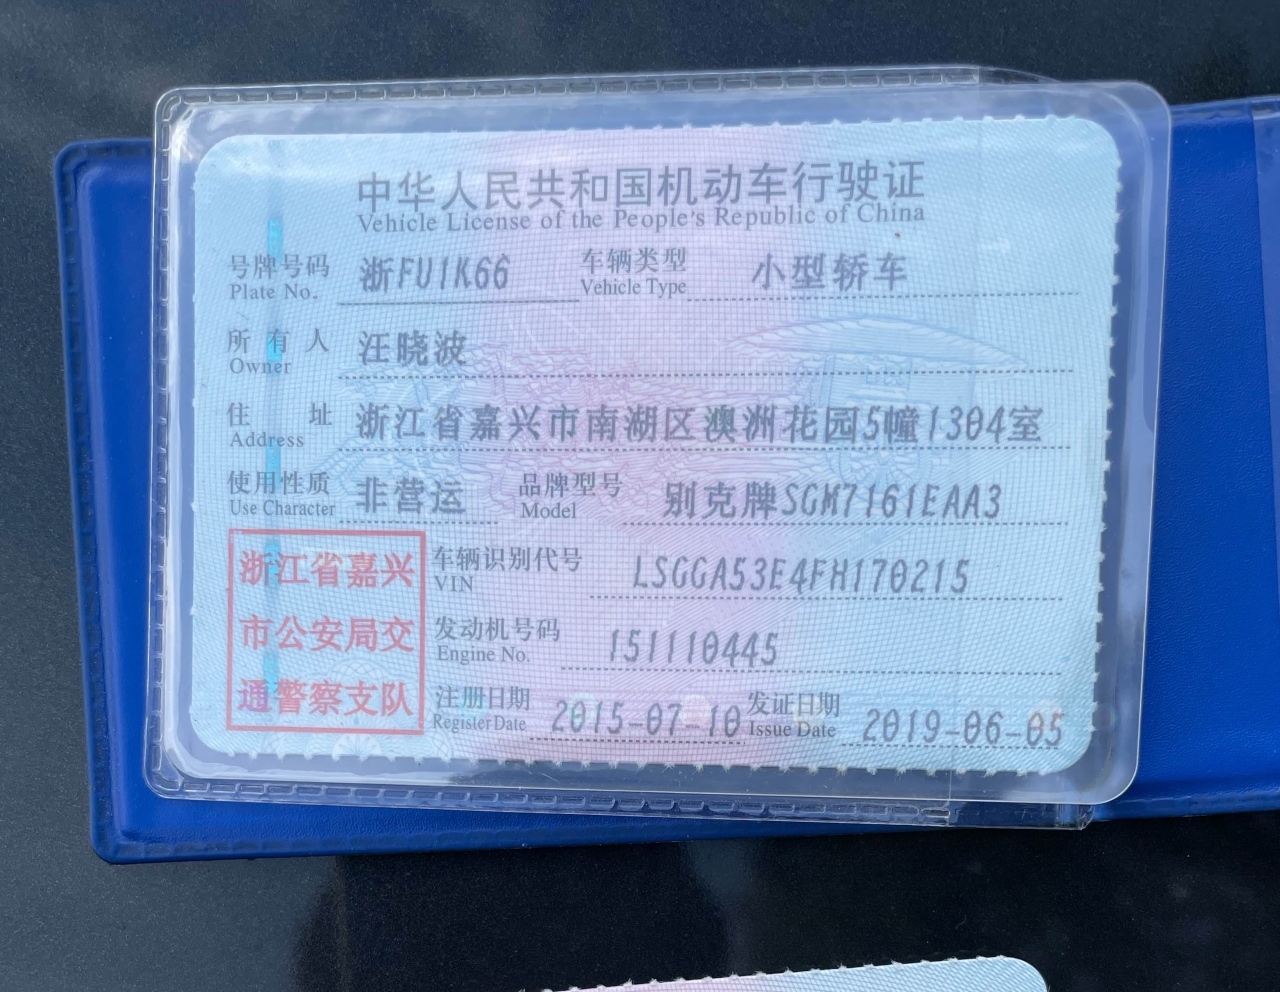 中华人民共和国机动车行驶证
Vehicle License of the People's Republic of China
号牌号码 浙FU1K66 车辆类型 小型轿车
Plate No. Vehicle Type
所有人 汪晓波
Owner
住址 浙江省嘉兴市南湖区澳洲花园5幢1304室
Address
使用性质 非营运 品牌型号 别克牌SGM7161EAA3
Use Character Model
浙江省嘉兴
市公安局交
通警察支队
车辆识别代号 LSGGA53E4FH170215
VIN
发动机号码 151110445
Engine No.
注册日期 2015-07-10 发证日期 2019-06-05
Register Date Issue Date